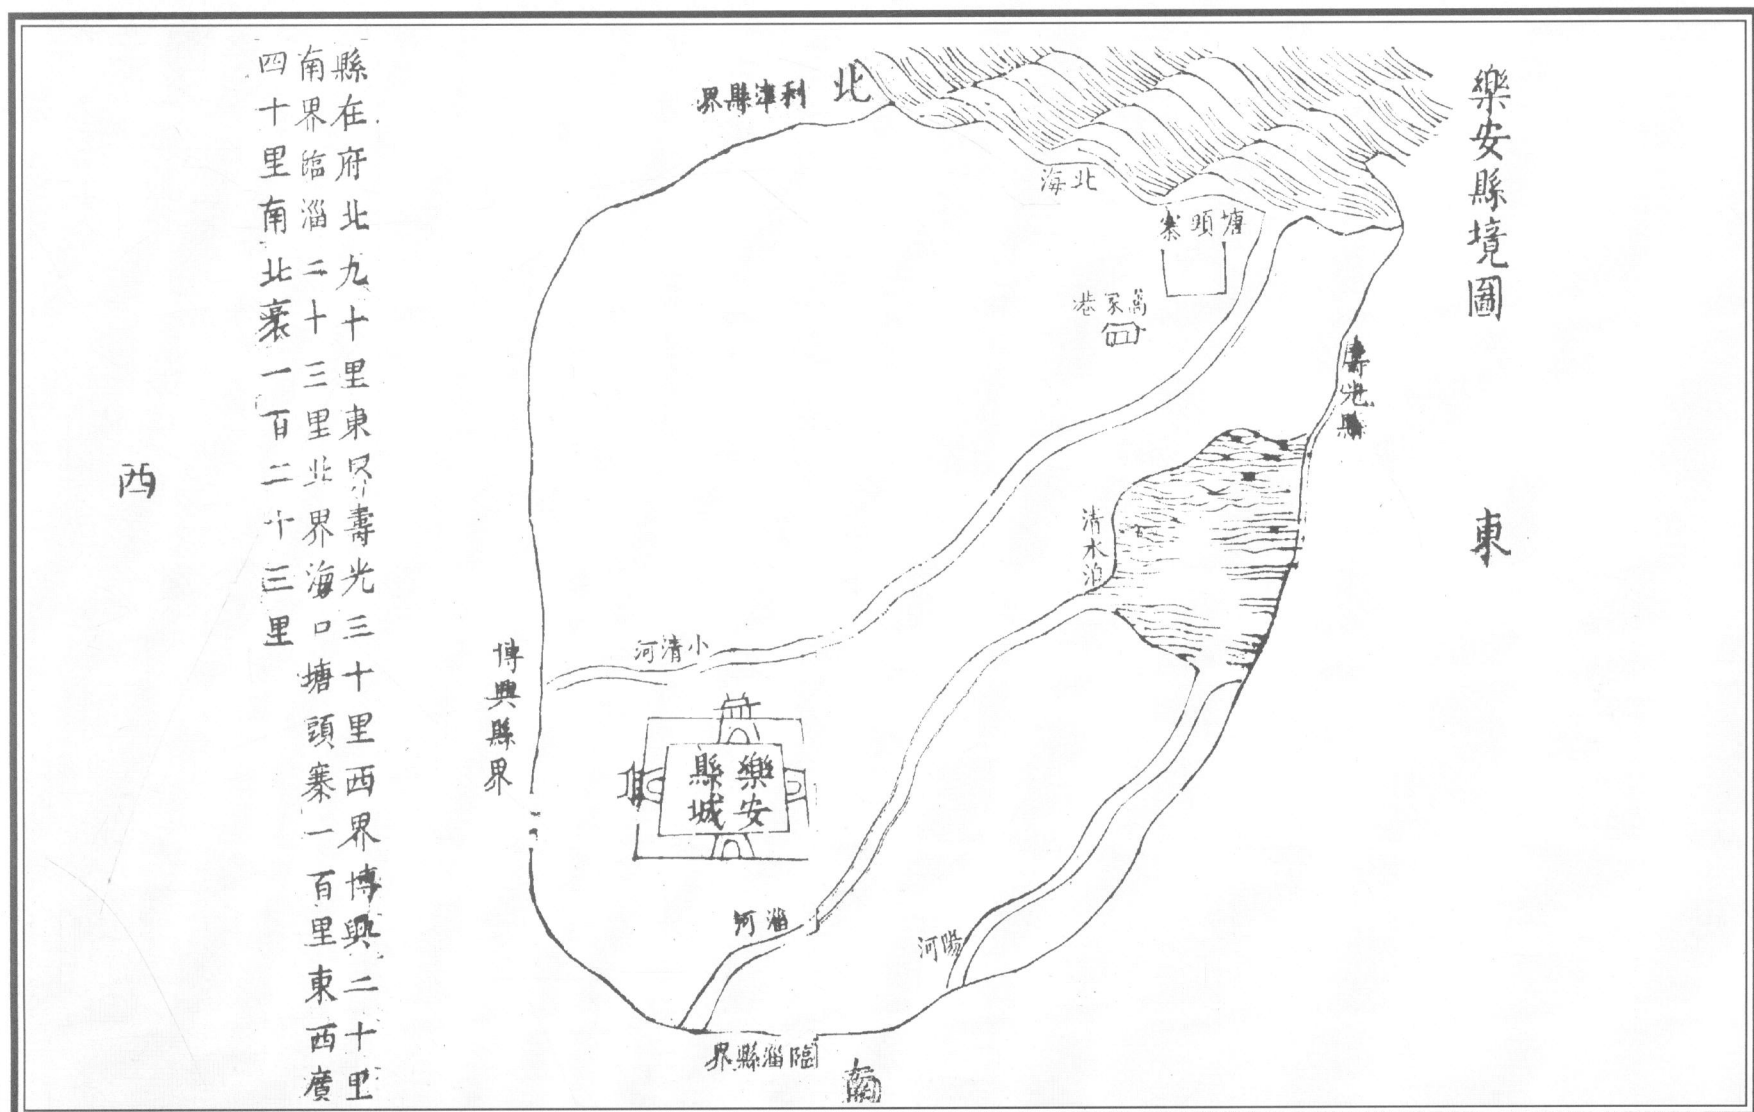 樂安縣境圖
東
北
利津縣界
北海
塘頭寨
萬家港
壽光縣
清水泊
小清河
樂安
縣城
淄河
陽河
博興縣界
臨淄縣界
南
縣在府北九十里東界壽光三十里西界博興二十里
南界臨淄二十三里北界海口塘頭寨一百里東西廣
四十里南北袤一百二十三里
西